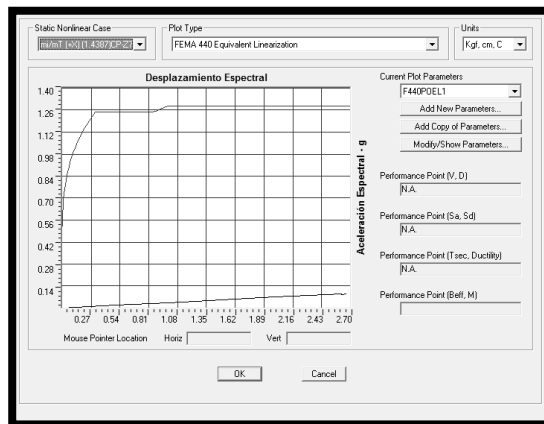 Static Nonlinear Case
Plot Type
Units
FEMA 440 Equivalent Linearization
Kgf, cm, C
Desplazamiento Espectral
Current Plot Parameters
F440POEL1
Add New Parameters...
Add Copy of Parameters...
Modify/Show Parameters...
Performance Point (V, D)
N.A.
Performance Point (Sa, Sd)
N.A.
Performance Point (Tsec, Ductility)
N.A.
Performance Point (Beff, M)
Aceleración Espectral - g
1.40
1.26
1.12
0.98
0.84
0.70
0.56
0.42
0.28
0.14
0.27 0.54 0.81 1.08 1.35 1.62 1.89 2.16 2.43 2.70
Mouse Pointer Location Horiz Vert
OK
Cancel